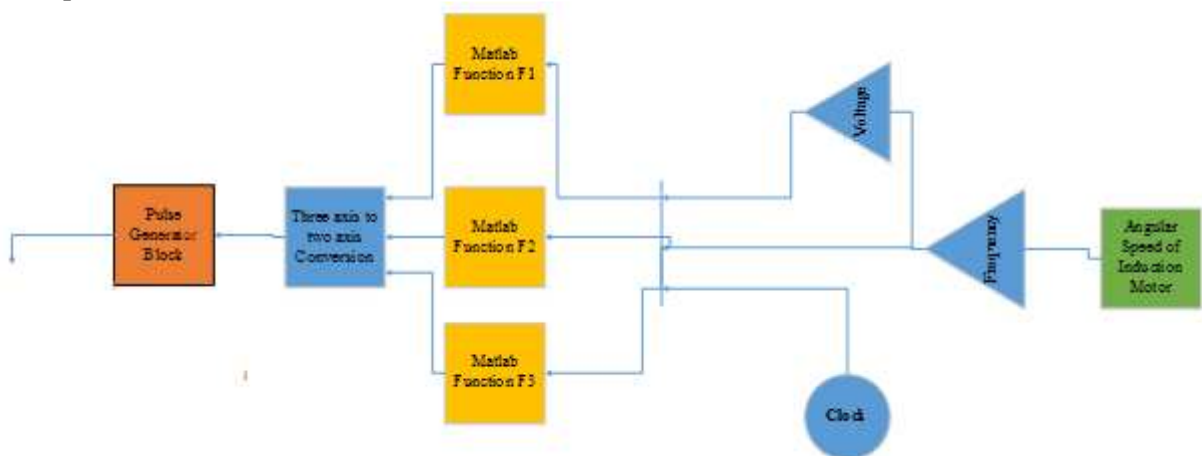 Matlab
Function F1
Voltage
Pulse
Generator
Block
Three axis to
two axis
Conversion
Matlab
Function F2
Frequency
Angular
Speed of
Induction
Motor
Matlab
Function F3
Clock